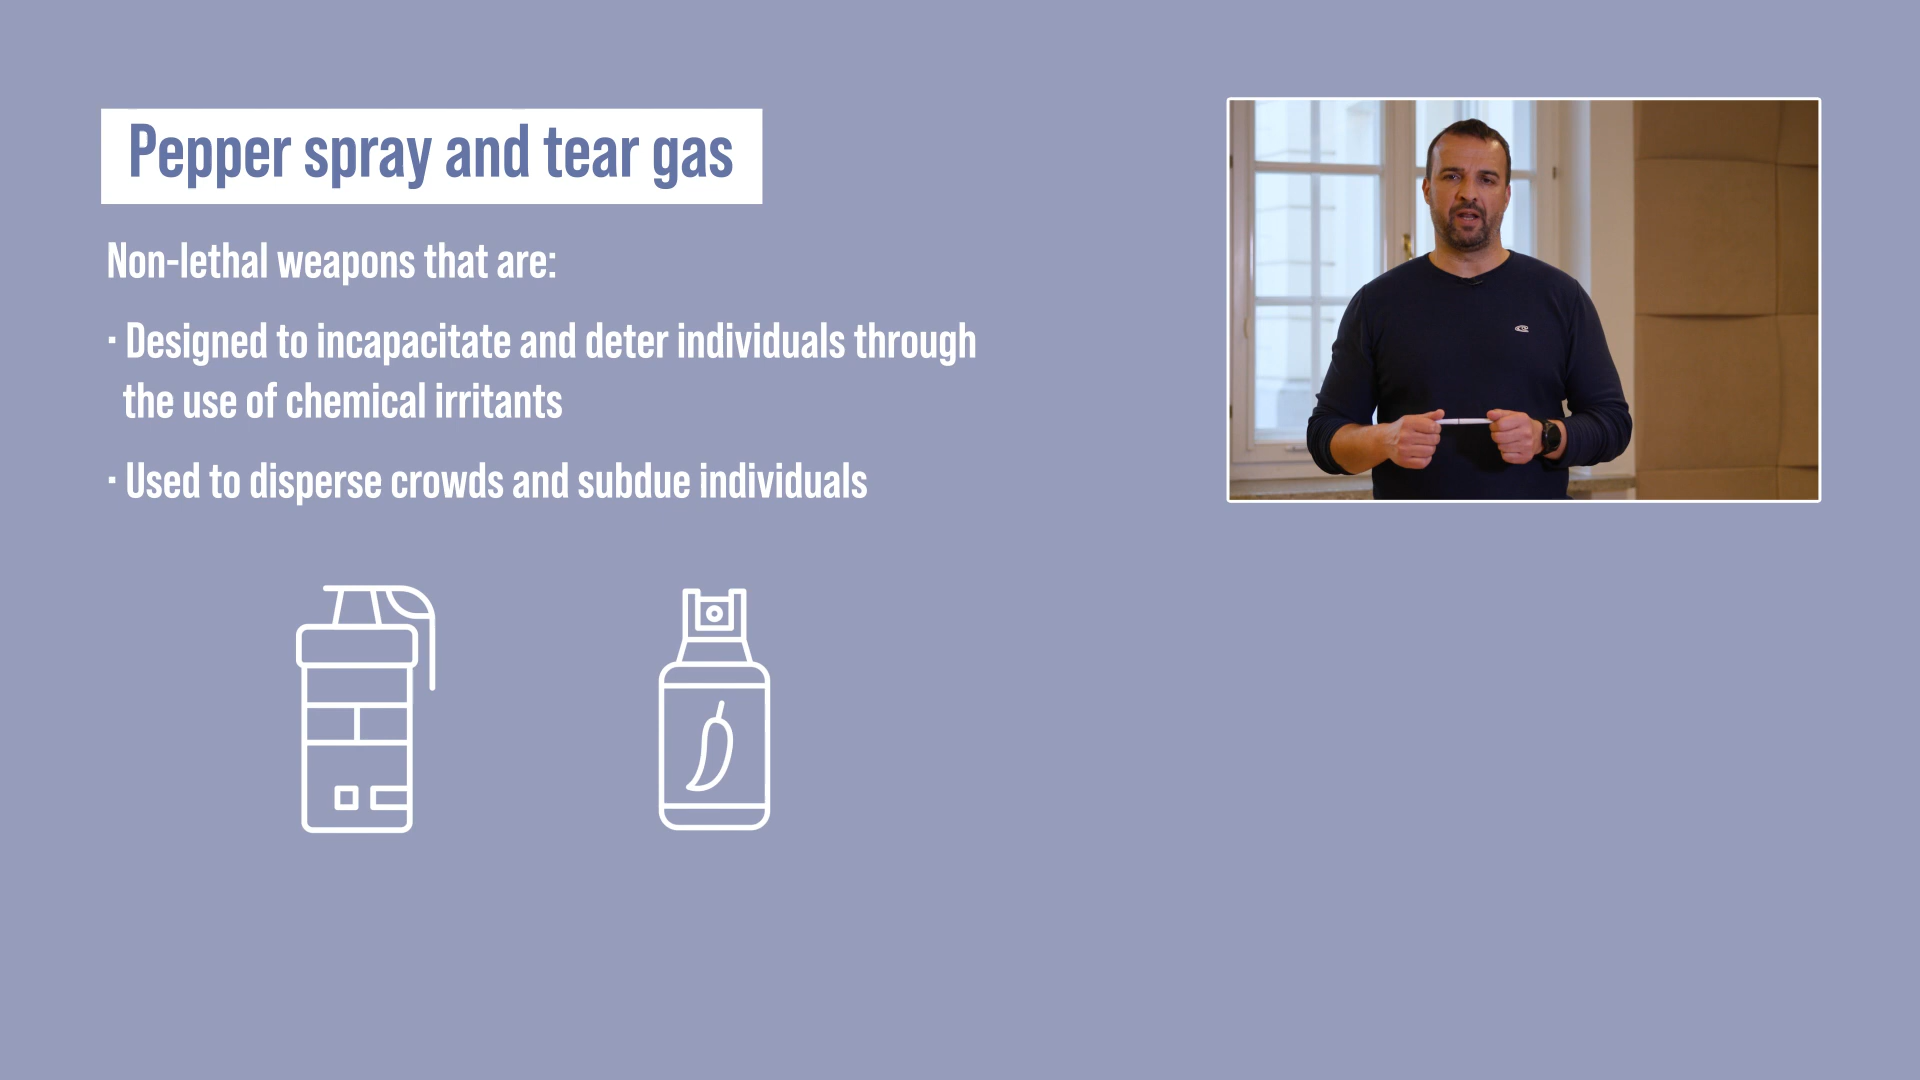 Pepper spray and tear gas
Non-lethal weapons that are:
· Designed to incapacitate and deter individuals through
the use of chemical irritants
· Used to disperse crowds and subdue individuals